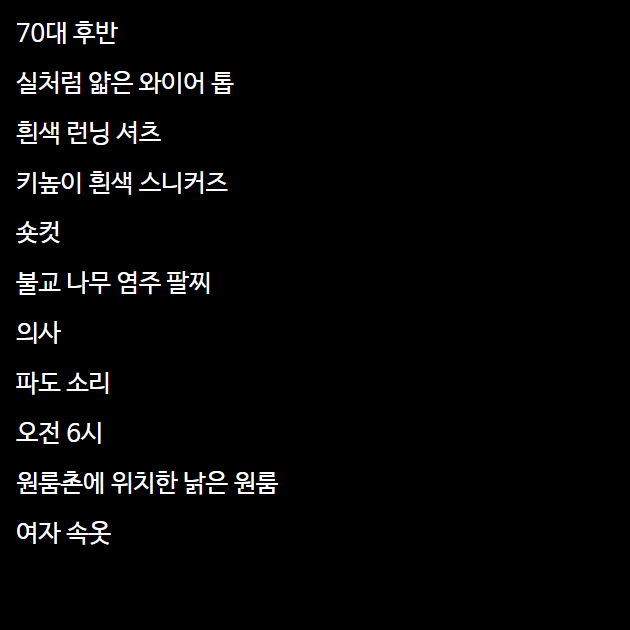 70대 후반
실처럼 얇은 와이어 톱
흰색 런닝 셔츠
키높이 흰색 스니커즈
숏컷
불교 나무 염주 팔찌
의사
파도 소리
오전 6시
원룸촌에 위치한 낡은 원룸
여자 속옷